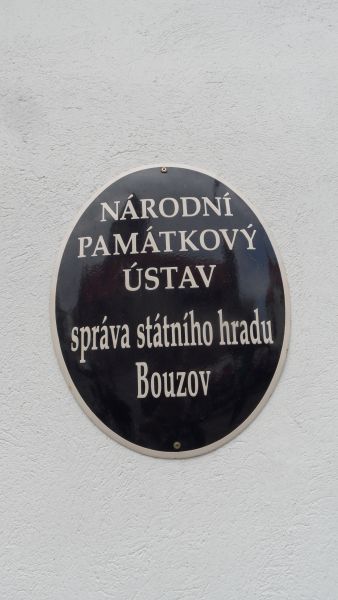 NÁRODNÍ
PAMÁTKOVÝ
ÚSTAV
správa státního hradu
Bouzov